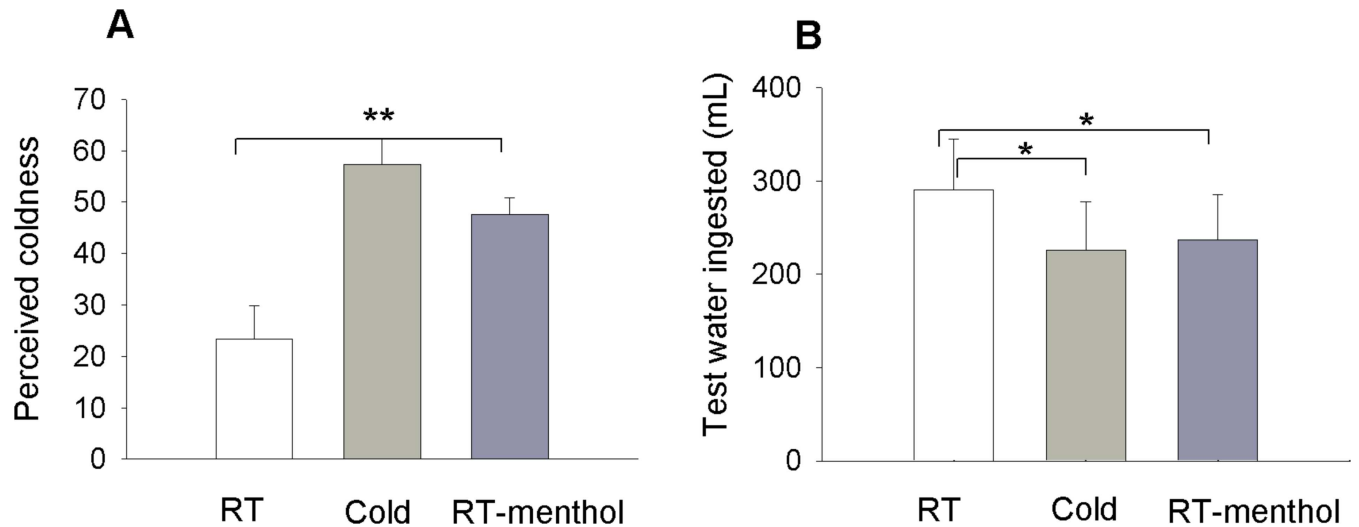 A
Perceived coldness
70
60
50
40
30
20
10
0
**
RT
Cold
RT-menthol
B
Test water ingested (mL)
400
300
200
100
0
*
*
RT
Cold
RT-menthol